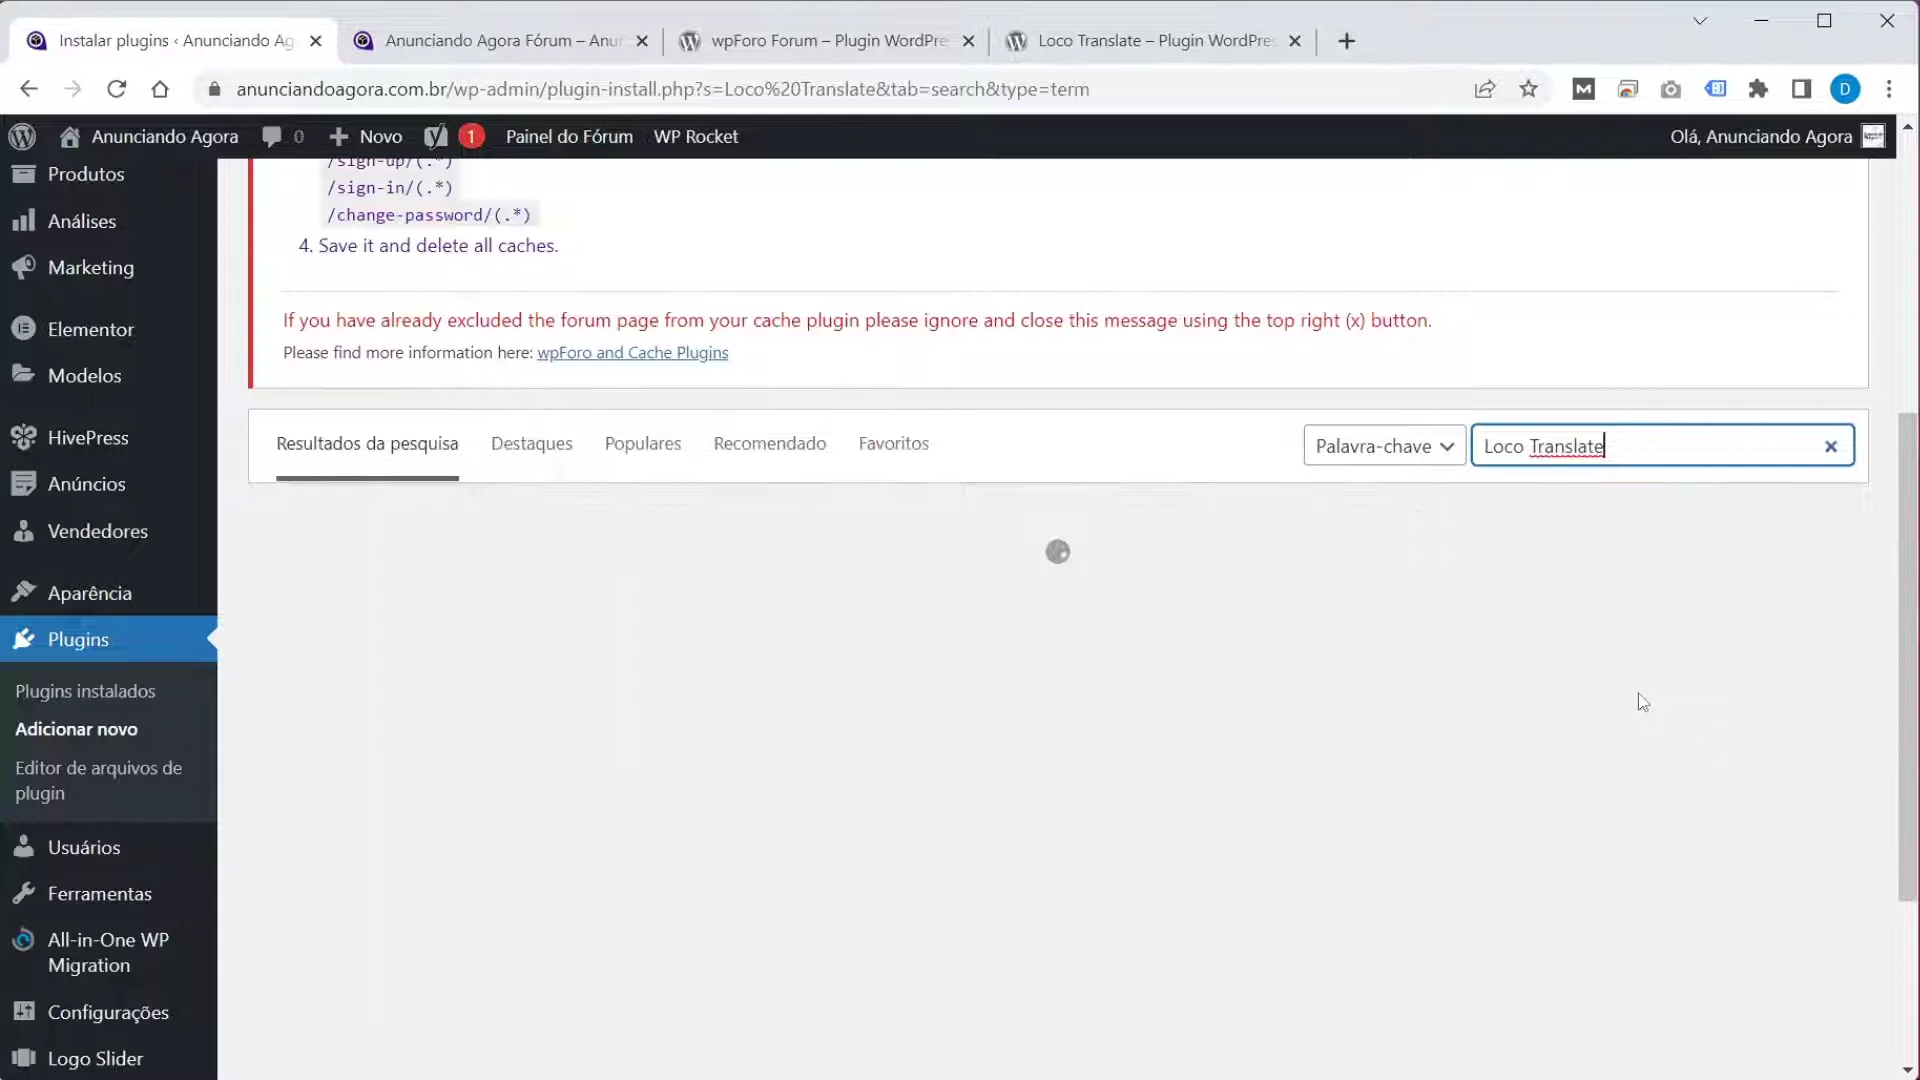 Instalar plugins ‹ Anunciando Ag
Anunciando Agora Fórum – Anun
wpForo Forum – Plugin WordPre
Loco Translate – Plugin WordPres
anunciandoagora.com.br/wp-admin/plugin-install.php?s=Loco%20Translate&tab=search&type=term
D
Anunciando Agora
0
Novo
1
Painel do Fórum
WP Rocket
Olá, Anunciando Agora
Produtos
Análises
Marketing
Elementor
Modelos
HivePress
Anúncios
Vendedores
Aparência
Plugins
Plugins instalados
Adicionar novo
Editor de arquivos de
plugin
Usuários
Ferramentas
All-in-One WP
Migration
Configurações
Logo Slider
/sign-up/(.*)
/sign-in/(.*)
/change-password/(.*)
4. Save it and delete all caches.
If you have already excluded the forum page from your cache plugin please ignore and close this message using the top right (x) button.
Please find more information here: wpForo and Cache Plugins
Resultados da pesquisa
Destaques
Populares
Recomendado
Favoritos
Palavra-chave
Loco Translate